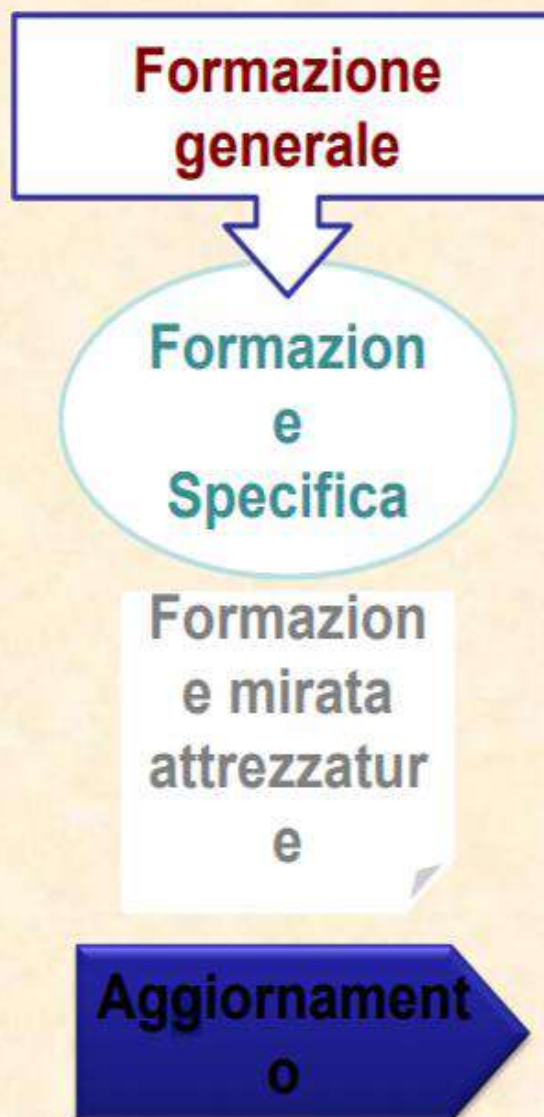 Formazione
generale
Formazion
e
Specifica
Formazion
e mirata
attrezzatur
e
Aggiornament
o